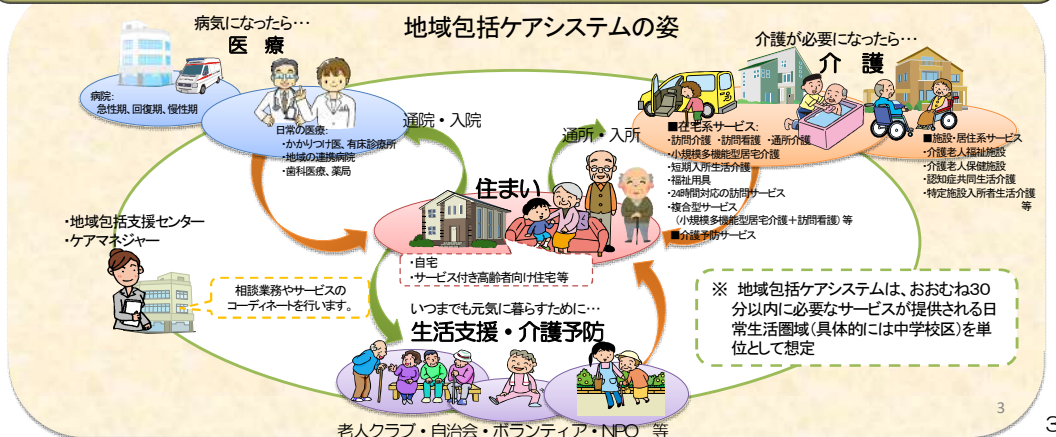 地域包括ケアシステムの姿
病気になったら…
医 療
病院:
急性期、回復期、慢性期
日常の医療:
・かかりつけ医、有床診療所
・地域の連携病院
・歯科医療、薬局
通院・入院
通所・入所
介護が必要になったら…
介 護
■在宅系サービス:
・訪問介護 ・訪問看護 ・通所介護
・小規模多機能型居宅介護
・短期入所生活介護
・福祉用具
・24時間対応の訪問サービス
・複合型サービス
(小規模多機能型居宅介護+訪問看護)等
■介護予防サービス
■施設・居住系サービス
・介護老人福祉施設
・介護老人保健施設
・認知症共同生活介護
・特定施設入所者生活介護
等
住まい
・自宅
・サービス付き高齢者向け住宅等
・地域包括支援センター
・ケアマネジャー
相談業務やサービスの
コーディネートを行います。
いつまでも元気に暮らすために…
生活支援・介護予防
老人クラブ・自治会・ボランティア・NPO 等
※ 地域包括ケアシステムは、おおむね30
分以内に必要なサービスが提供される日
常生活圏域(具体的には中学校区)を単
位として想定
3
3